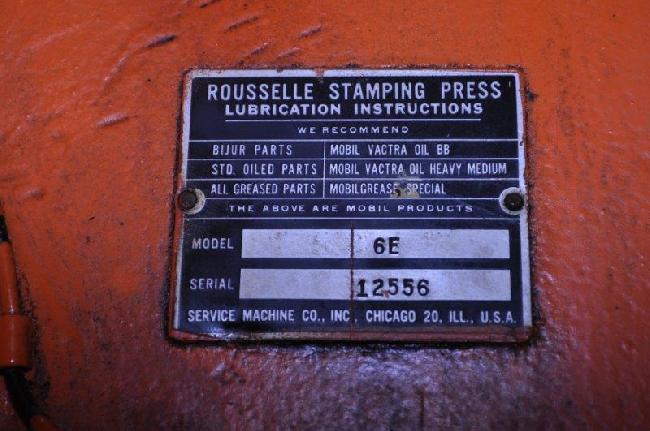 ROUSSELLE STAMPING PRESS
LUBRICATION INSTRUCTIONS
WE RECOMMEND
BIJUR PARTS MOBIL VACTRA OIL BB
STD. OILED PARTS MOBIL VACTRA OIL HEAVY MEDIUM
ALL GREASED PARTS MOBILGREASE SPECIAL
THE ABOVE ARE MOBIL PRODUCTS
MODEL 6E
SERIAL 12556
SERVICE MACHINE CO., INC., CHICAGO 20, ILL., U.S.A.